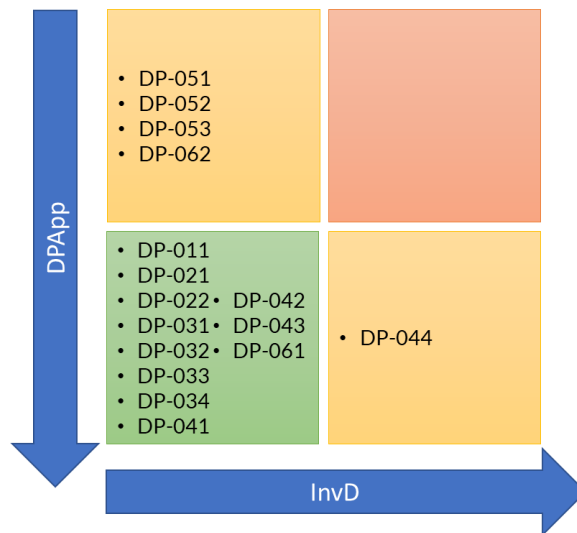 • DP-051
• DP-052
• DP-053
• DP-062
DPApp
• DP-011
• DP-021
• DP-022
• DP-031
• DP-032
• DP-033
• DP-034
• DP-041
• DP-042
• DP-043
• DP-061
• DP-044
InvD